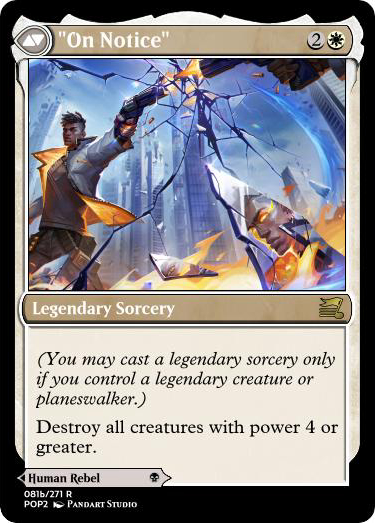 "On Notice" 2
Legendary Sorcery
(You may cast a legendary sorcery only
if you control a legendary creature or
planeswalker.)
Destroy all creatures with power 4 or
greater.
Human Rebel
081b/271 R
POP2 Pandart Studio